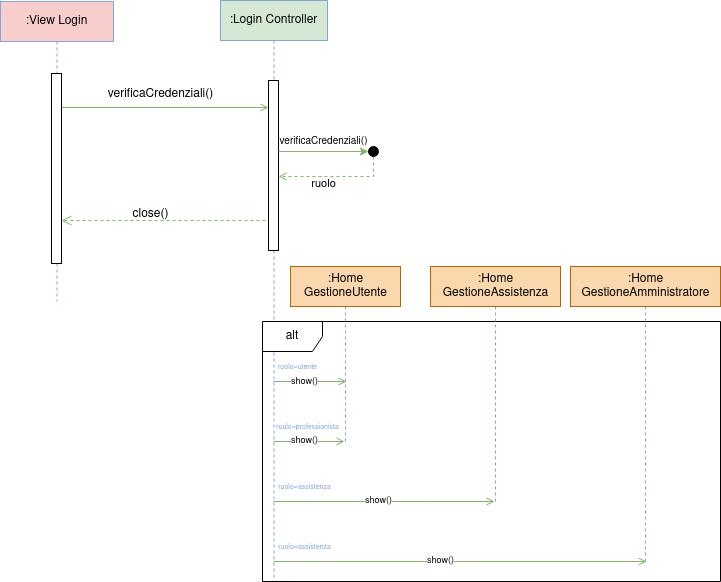 :View Login
:Login Controller
verificaCredenziali()
verificaCredenziali()
ruolo
close()
:Home
GestioneUtente
:Home
GestioneAssistenza
:Home
GestioneAmministratore
alt
ruolo=utente
show()
ruolo=professionista
show()
ruolo=assistenza
show()
ruolo=assistenza
show()